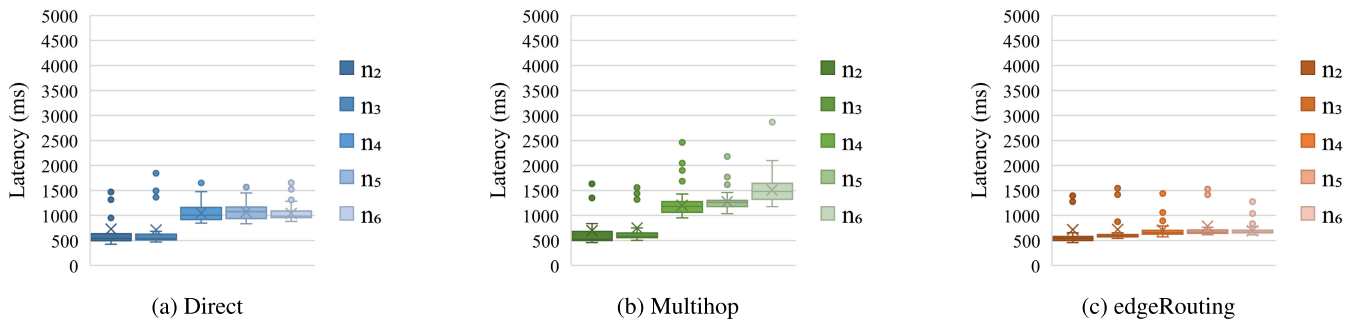 Latency (ms)
5000
4500
4000
3500
3000
2500
2000
1500
1000
500
0
n₂
n₃
n₄
n₅
n₆
(a) Direct
Latency (ms)
5000
4500
4000
3500
3000
2500
2000
1500
1000
500
0
n₂
n₃
n₄
n₅
n₆
(b) Multihop
Latency (ms)
5000
4500
4000
3500
3000
2500
2000
1500
1000
500
0
n₂
n₃
n₄
n₅
n₆
(c) edgeRouting